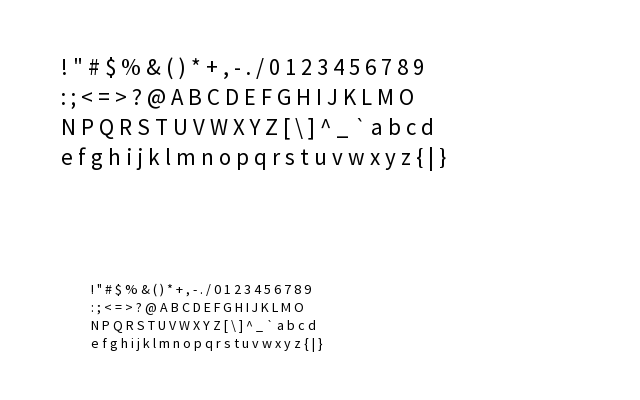 ! " # $ % & ( ) * + , - . / 0 1 2 3 4 5 6 7 8 9
: ; < = > ? @ A B C D E F G H I J K L M O
N P Q R S T U V W X Y Z [ \ ] ^ _ ` a b c d
e f g h i j k l m n o p q r s t u v w x y z { | }
! " # $ % & ( ) * + , - . / 0 1 2 3 4 5 6 7 8 9
: ; < = > ? @ A B C D E F G H I J K L M O
N P Q R S T U V W X Y Z [ \ ] ^ _ ` a b c d
e f g h i j k l m n o p q r s t u v w x y z { | }